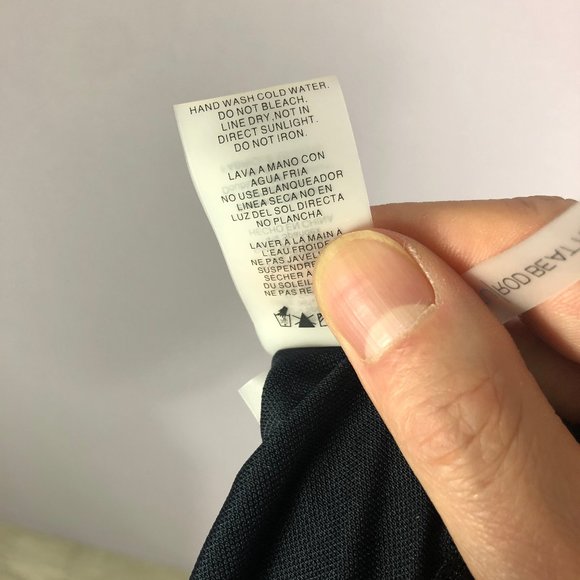 HAND WASH COLD WATER.
DO NOT BLEACH.
LINE DRY,NOT IN
DIRECT SUNLIGHT.
DO NOT IRON.
LAVA A MANO CON
AGUA FRIA
NO USE BLANQUEADOR
LINEA SECA NO EN
LUZ DEL SOL DIRECTA
NO PLANCHA
LAVER A LA MAIN A
L'EAU FROIDE
NE PAS JAVEL
SUSPENDRE
SECHER A
DU SOLEIL
NE PAS RE
ROD BEAT